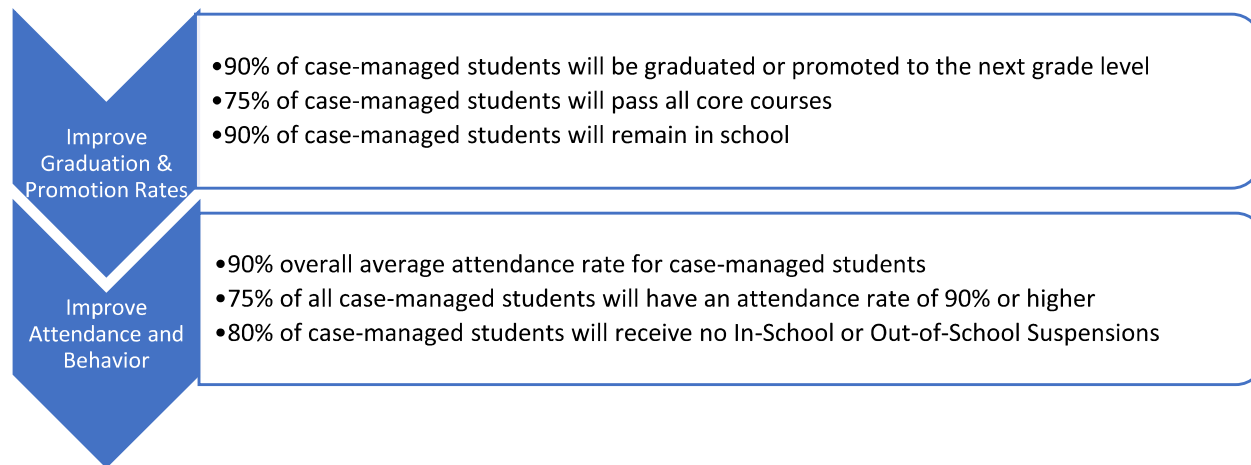 Improve
Graduation &
Promotion Rates
•90% of case-managed students will be graduated or promoted to the next grade level
•75% of case-managed students will pass all core courses
•90% of case-managed students will remain in school
Improve
Attendance and
Behavior
•90% overall average attendance rate for case-managed students
•75% of all case-managed students will have an attendance rate of 90% or higher
•80% of case-managed students will receive no In-School or Out-of-School Suspensions